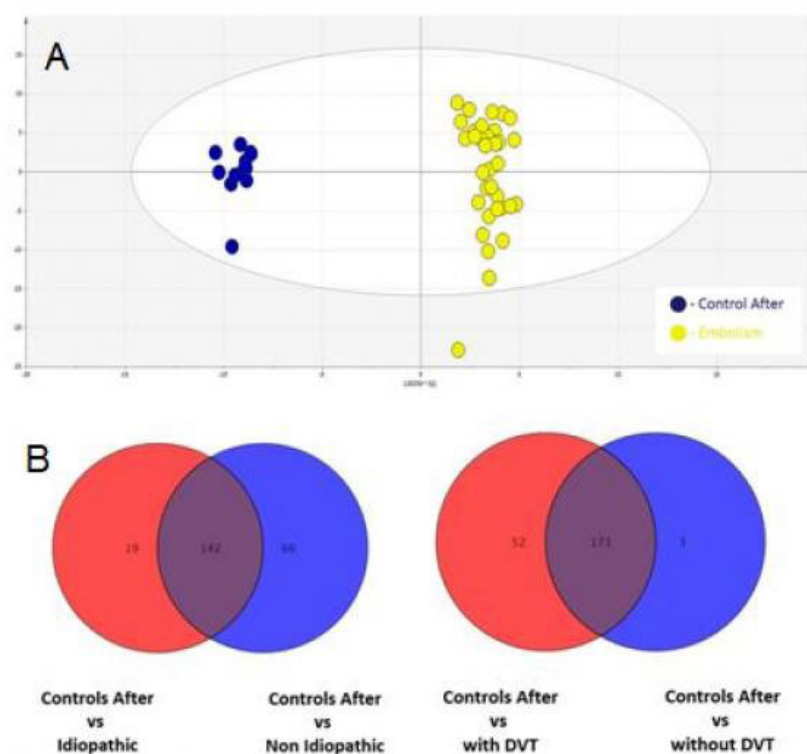 A
- Control After
- Embolism
B
19
142
52
171
3
Controls After
vs
Idiopathic
Controls After
vs
Non Idiopathic
Controls After
vs
with DVT
Controls After
vs
without DVT